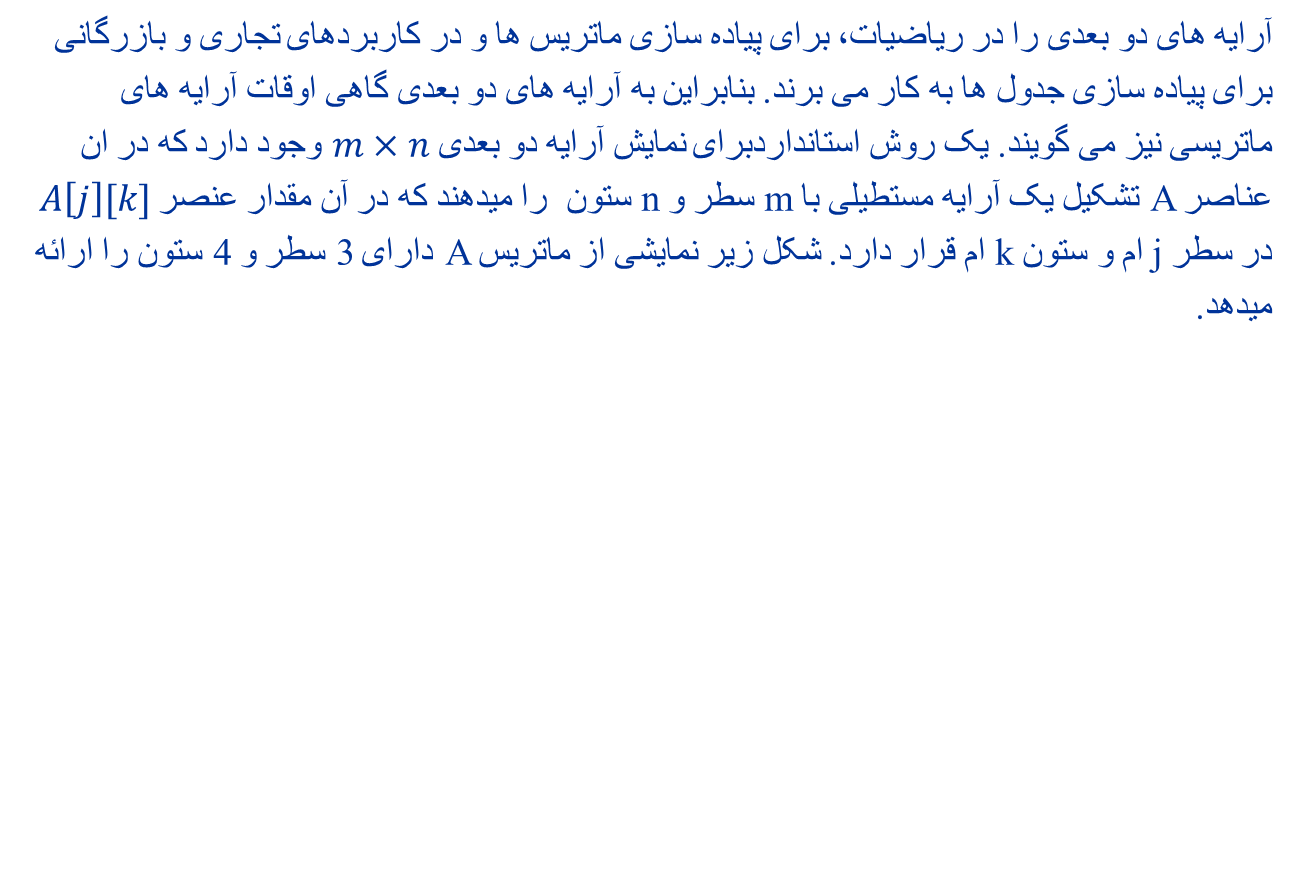 آرایه های دو بعدی را در ریاضیات، برای پیاده سازی ماتریس ها و در کاربردهای تجاری و بازرگانی
برای پیاده سازی جدول ها به کار می برند. بنابراین به آرایه های دو بعدی گاهی اوقات آرایه های
ماتریسی نیز می گویند. یک روش استانداردبرای نمایش آرایه دو بعدی m × n وجود دارد که در ان
عناصر A تشکیل یک آرایه مستطیلی با m سطر و n ستون را میدهند که در آن مقدار عنصر A[j][k]
در سطر j ام و ستون k ام قرار دارد. شکل زیر نمایشی از ماتریس A دارای 3 سطر و 4 ستون را ارائه
میدهد.